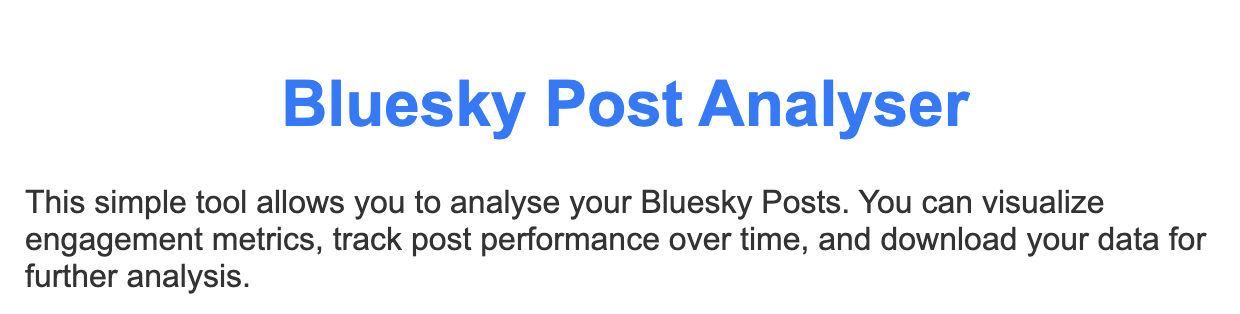 Bluesky Post Analyser
This simple tool allows you to analyse your Bluesky Posts. You can visualize
engagement metrics, track post performance over time, and download your data for
further analysis.